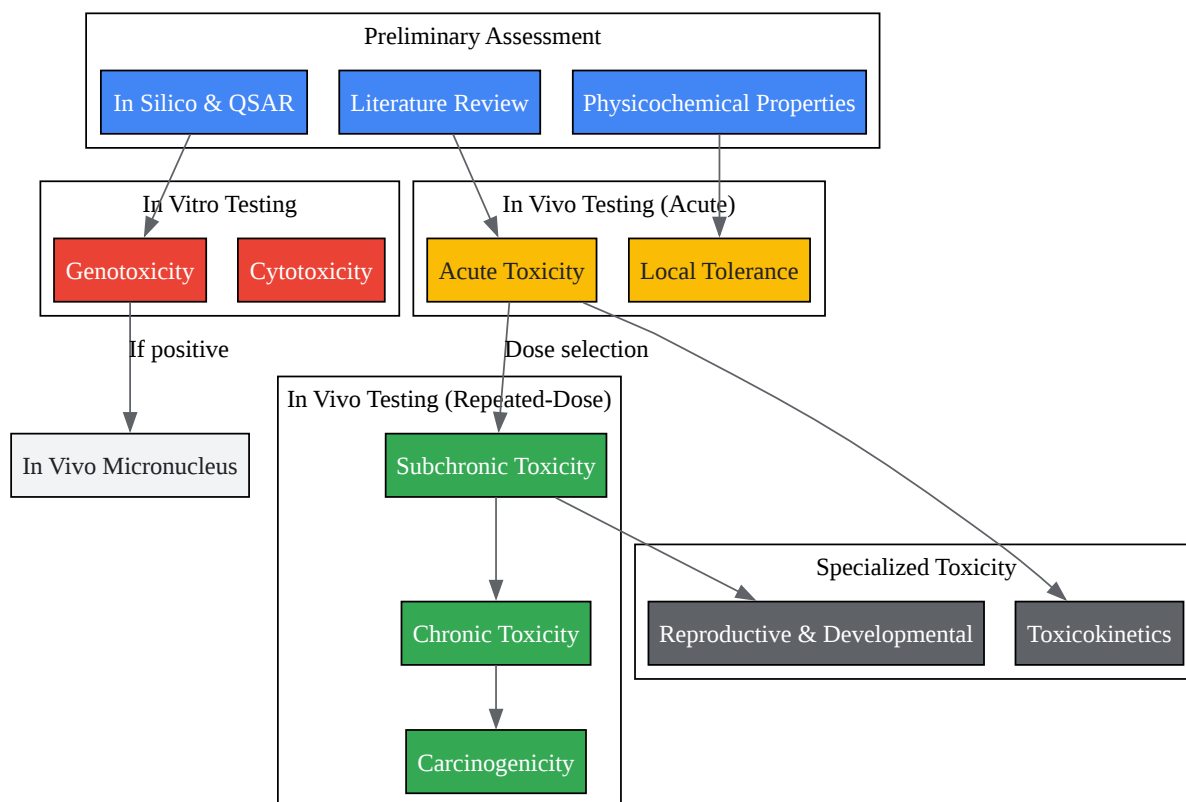 Preliminary Assessment
In Silico & QSAR
Literature Review
Physicochemical Properties
In Vitro Testing
In Vivo Testing (Acute)
Genotoxicity
Cytotoxicity
Acute Toxicity
Local Tolerance
If positive
Dose selection
In Vivo Testing (Repeated-Dose)
In Vivo Micronucleus
Subchronic Toxicity
Specialized Toxicity
Chronic Toxicity
Reproductive & Developmental
Toxicokinetics
Carcinogenicity